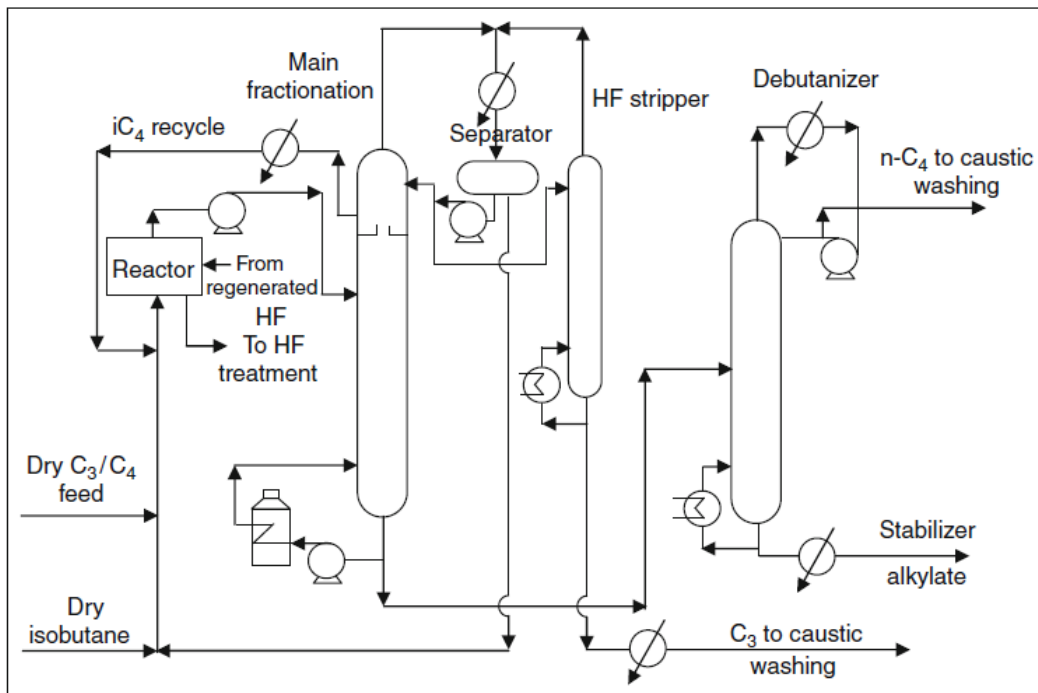 Main
fractionation
iC4 recycle
Separator
HF stripper
Debutanizer
n-C4 to caustic
washing
Reactor
From
regenerated
HF
To HF
treatment
Dry C3/C4
feed
Dry
isobutane
Stabilizer
alkylate
C3 to caustic
washing